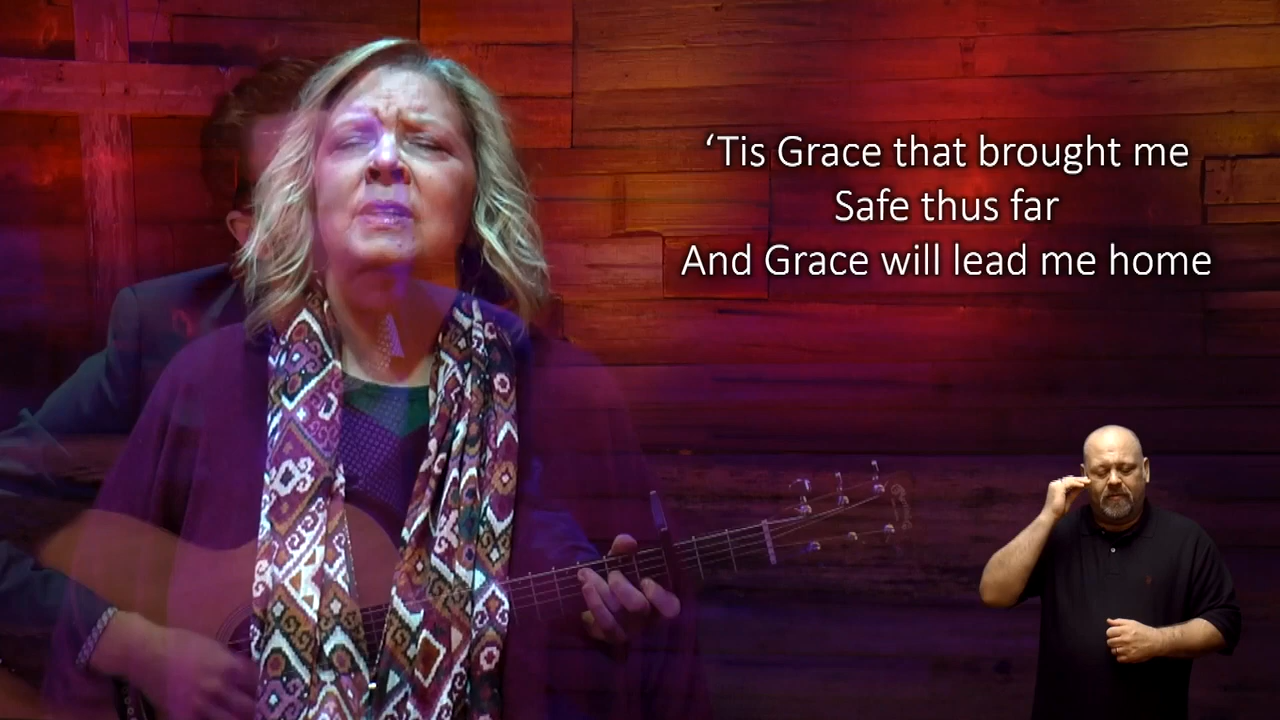 ‘Tis Grace that brought me
Safe thus far
And Grace will lead me home